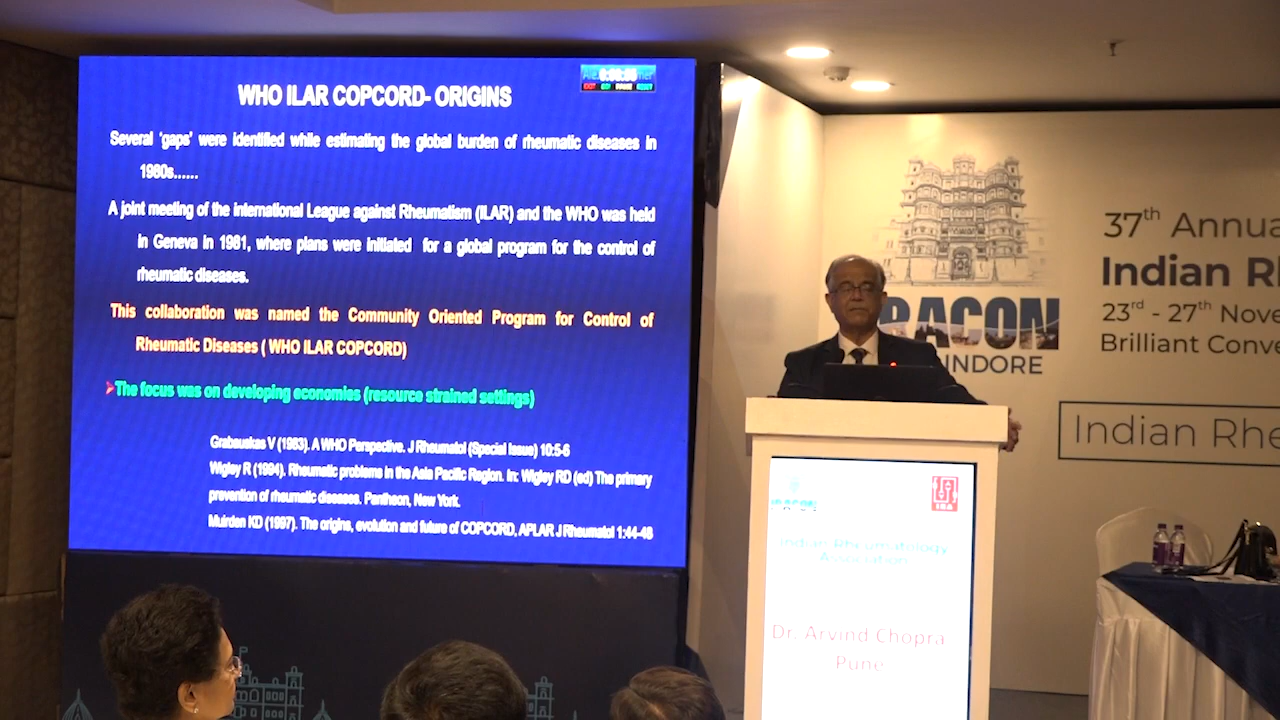 WHO ILAR COPCORD- ORIGINS
Several ‘gaps’ were identified while estimating the global burden of rheumatic diseases in
1980s......
A joint meeting of the international League against Rheumatism (ILAR) and the WHO was held
in Geneva in 1981, where plans were initiated for a global program for the control of
rheumatic diseases.
This collaboration was named the Community Oriented Program for Control of
Rheumatic Diseases ( WHO ILAR COPCORD)
The focus was on developing economies (resource strained settings)
Grabauskas V (1983). A WHO Perspective. J Rheumatol (Special Issue) 10:5-6
Wigley R (1994). Rheumatic problems in the Asia Pacific Region. In: Wigley RD (ed) The primary
prevention of rheumatic diseases. Pantheon, New York.
Muirden KD (1997). The origins, evolution and future of COPCORD, APLAR J Rheumatol 1:44-48
37th Annua
Indian R
23rd - 27th Nove
Brilliant Conve
RACON
INDORE
Indian Rhe
IRACON
IRA
Indian Rheumatology
Association
Dr. Arvind Chopra
Pune